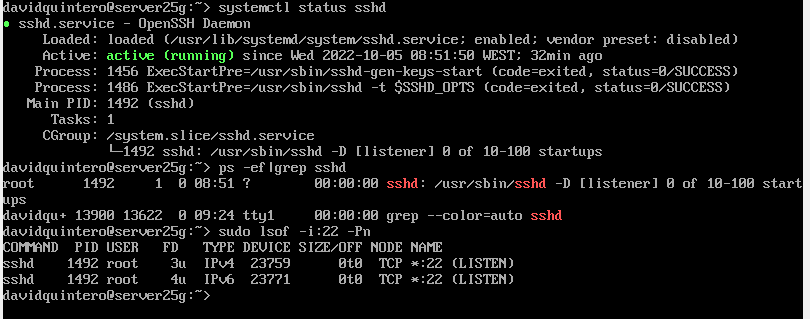 davidquintero@server25g:~> systemctl status sshd
● sshd.service - OpenSSH Daemon
     Loaded: loaded (/usr/lib/systemd/system/sshd.service; enabled; vendor preset: disabled)
     Active: active (running) since Wed 2022-10-05 08:51:50 WEST; 32min ago
    Process: 1456 ExecStartPre=/usr/sbin/sshd-gen-keys-start (code=exited, status=0/SUCCESS)
    Process: 1486 ExecStartPre=/usr/sbin/sshd -t $SSHD_OPTS (code=exited, status=0/SUCCESS)
   Main PID: 1492 (sshd)
      Tasks: 1
     CGroup: /system.slice/sshd.service
             └─1492 sshd: /usr/sbin/sshd -D [listener] 0 of 10-100 startups
davidquintero@server25g:~> ps -ef|grep sshd
root      1492     1  0 08:51 ?        00:00:00 sshd: /usr/sbin/sshd -D [listener] 0 of 10-100 start
ups
davidqu+ 13900 13622  0 09:24 tty1     00:00:00 grep --color=auto sshd
davidquintero@server25g:~> sudo lsof -i:22 -Pn
COMMAND  PID USER   FD   TYPE DEVICE SIZE/OFF NODE NAME
sshd    1492 root    3u  IPv4  23759      0t0  TCP *:22 (LISTEN)
sshd    1492 root    4u  IPv6  23771      0t0  TCP *:22 (LISTEN)
davidquintero@server25g:~>